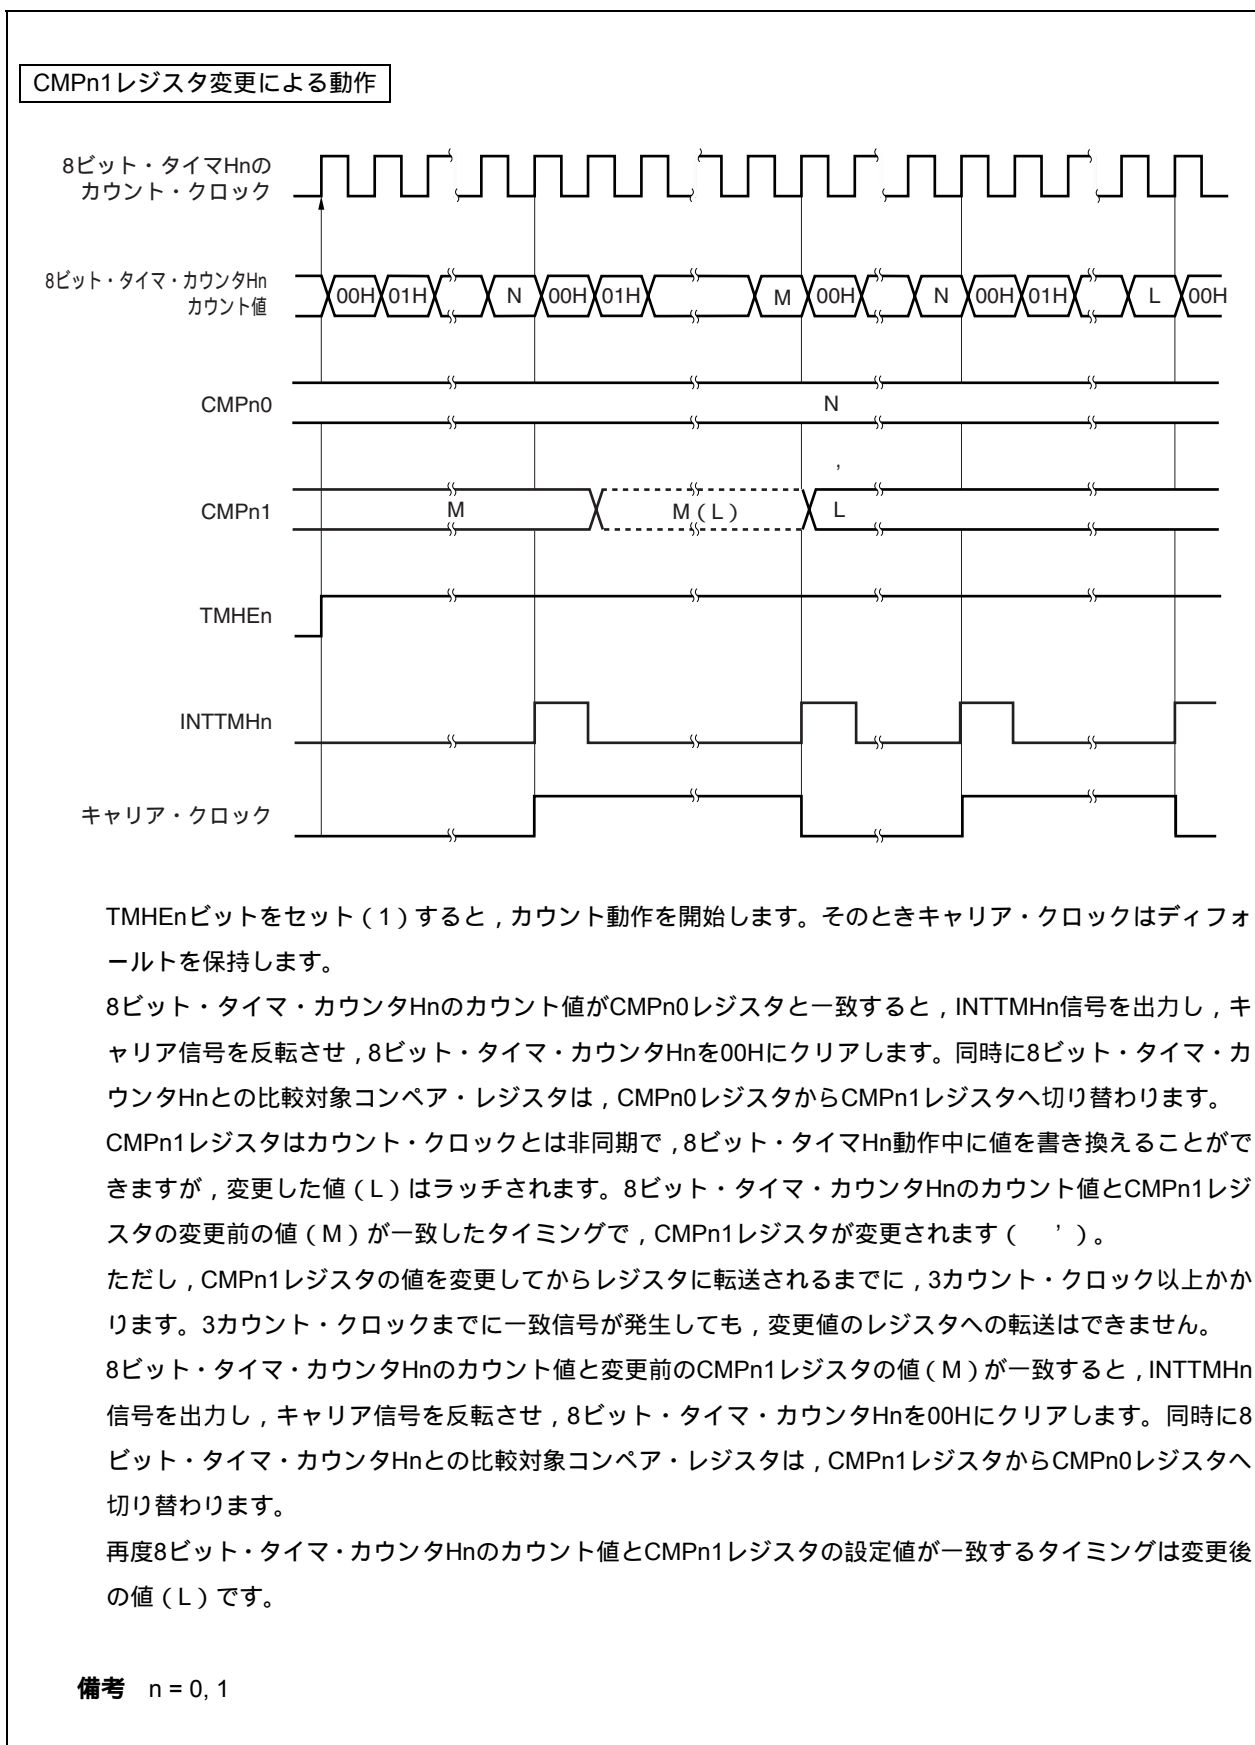 CMPn1レジスタ変更による動作
8ビット・タイマHnの
カウント・クロック
8ビット・タイマ・カウンタHn
カウント値
00H 01H N 00H 01H M 00H N 00H 01H L 00H
CMPn0
N
,
CMPn1
M M(L) L
TMHEn
INTTMHn
キャリア・クロック
TMHEnビットをセット(1)すると,カウント動作を開始します。そのときキャリア・クロックはディフォ
ールトを保持します。
8ビット・タイマ・カウンタHnのカウント値がCMPn0レジスタと一致すると,INTTMHn信号を出力し,キ
ャリア信号を反転させ,8ビット・タイマ・カウンタHnを00Hにクリアします。同時に8ビット・タイマ・カ
ウンタHnとの比較対象コンペア・レジスタは,CMPn0レジスタからCMPn1レジスタへ切り替わります。
CMPn1レジスタはカウント・クロックとは非同期で,8ビット・タイマHn動作中に値を書き換えることがで
きますが,変更した値(L)はラッチされます。8ビット・タイマ・カウンタHnのカウント値とCMPn1レジ
スタの変更前の値(M)が一致したタイミングで,CMPn1レジスタが変更されます( ’)。
ただし,CMPn1レジスタの値を変更してからレジスタに転送されるまでに,3カウント・クロック以上かか
ります。3カウント・クロックまでに一致信号が発生しても,変更値のレジスタへの転送はできません。
8ビット・タイマ・カウンタHnのカウント値と変更前のCMPn1レジスタの値(M)が一致すると,INTTMHn
信号を出力し,キャリア信号を反転させ,8ビット・タイマ・カウンタHnを00Hにクリアします。同時に8
ビット・タイマ・カウンタHnとの比較対象コンペア・レジスタは,CMPn1レジスタからCMPn0レジスタへ
切り替わります。
再度8ビット・タイマ・カウンタHnのカウント値とCMPn1レジスタの設定値が一致するタイミングは変更後
の値(L)です。
備考 n = 0, 1